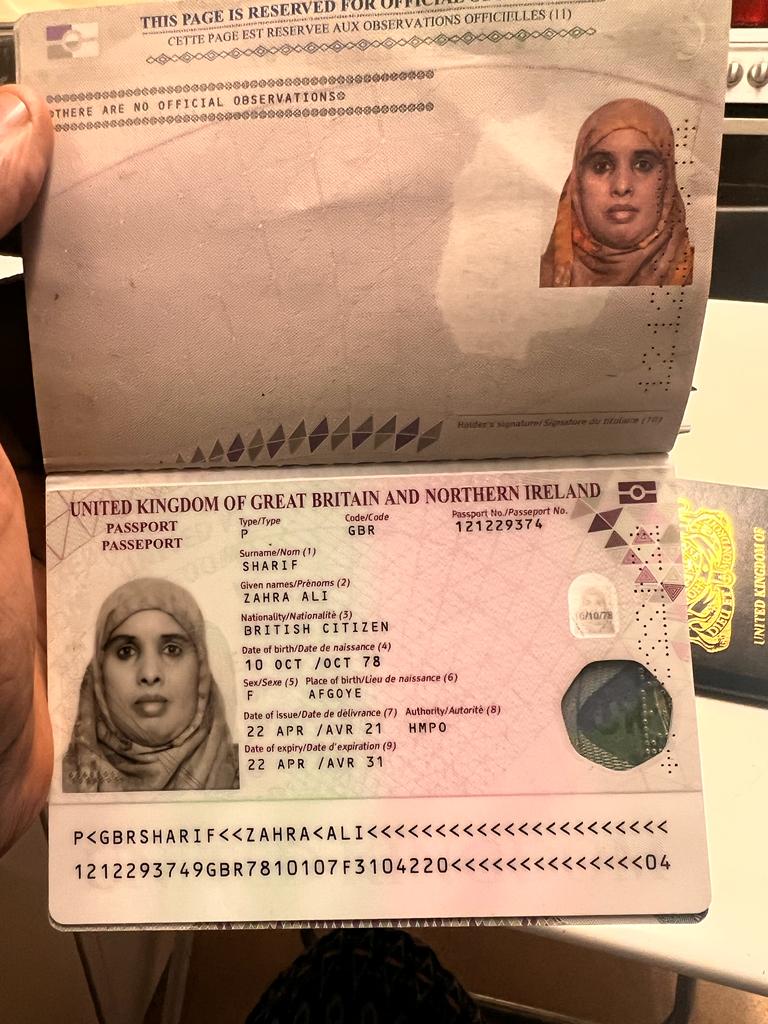 THIS PAGE IS RESERVED FOR OFFICIAL
CETTE PAGE EST RESERVEE AUX OBSERVATIONS OFFICIELLES (11)
THERE ARE NO OFFICIAL OBSERVATIONS
Holder's signature/Signature du titulaire (10)
UNITED KINGDOM OF GREAT BRITAIN AND NORTHERN IRELAND
PASSPORT
PASSEPORT
Type/Type Code/Code Passport No./Passeport No.
P GBR 121229374
Surname/Nom (1)
SHARIF
Given names/Prénoms (2)
ZAHRA ALI
Nationality/Nationalité (3)
BRITISH CITIZEN
Date of birth/Date de naissance (4)
10 OCT /OCT 78
Sex/Sexe (5) Place of birth/Lieu de naissance (6)
F AFGOYE
Date of issue/Date de délivrance (7) Authority/Autorité (8)
22 APR /AVR 21 HMPO
Date of expiry/Date d'expiration (9)
22 APR /AVR 31
P<GBRSHARIF<<ZAHRA<ALI<<<<<<<<<<<<<<<<<<<<<<
1212293749GBR7810107F3104220<<<<<<<<<<<<<<04
10/10/78
UK
UNITED KINGDOM OF